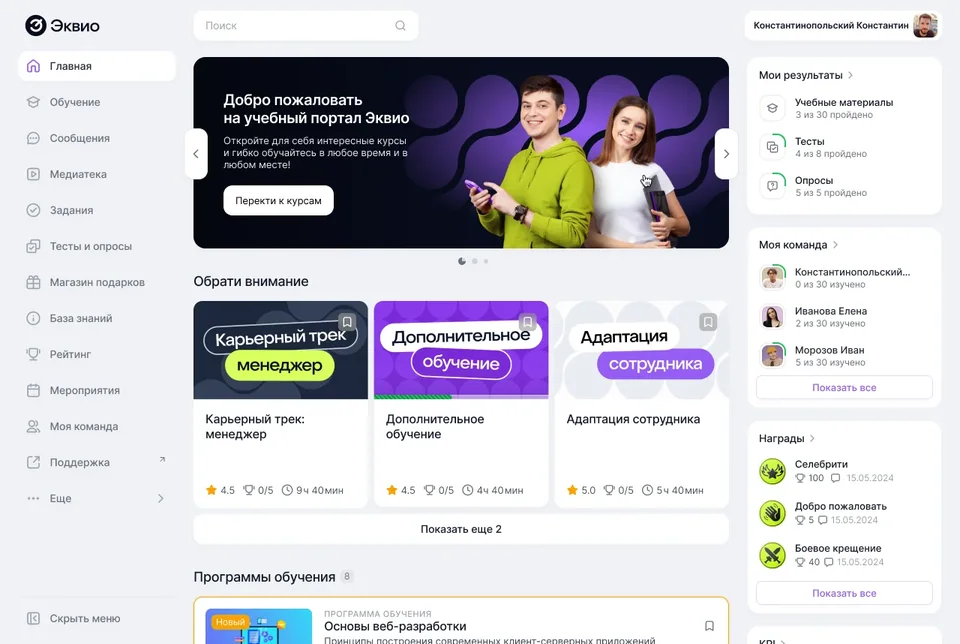 Эквио
Поиск
Константинопольский Константин
Главная
Обучение
Сообщения
Медиатека
Задания
Тесты и опросы
Магазин подарков
База знаний
Рейтинг
Мероприятия
Моя команда
Поддержка
Еще
Скрыть меню
Добро пожаловать
на учебный портал Эквио
Откройте для себя интересные курсы
и гибко обучайтесь в любое время и в
любом месте!
Перекти к курсам
Обрати внимание
Карьерный трек
менеджер
Карьерный трек:
менеджер
4.5 0/5 9ч 40мин
Дополнительное
обучение
Дополнительное
обучение
4.5 0/5 4ч 40мин
Адаптация
сотрудника
Адаптация сотрудника
5.0 0/5 5ч 40мин
Показать еще 2
Программы обучения 8
Новый
ПРОГРАММА ОБУЧЕНИЯ
Основы веб-разработки
Принципы построения современных клиент-серверных приложений
Мои результаты
Учебные материалы
3 из 30 пройдено
Тесты
4 из 8 пройдено
Опросы
5 из 5 пройдено
Моя команда
Константинопольский...
0 из 30 изучено
Иванова Елена
2 из 30 изучено
Морозов Иван
5 из 30 изучено
Показать все
Награды
Селебрити
100 15.05.2024
Добро пожаловать
5 15.05.2024
Боевое крещение
40 15.05.2024
Показать все
KPI